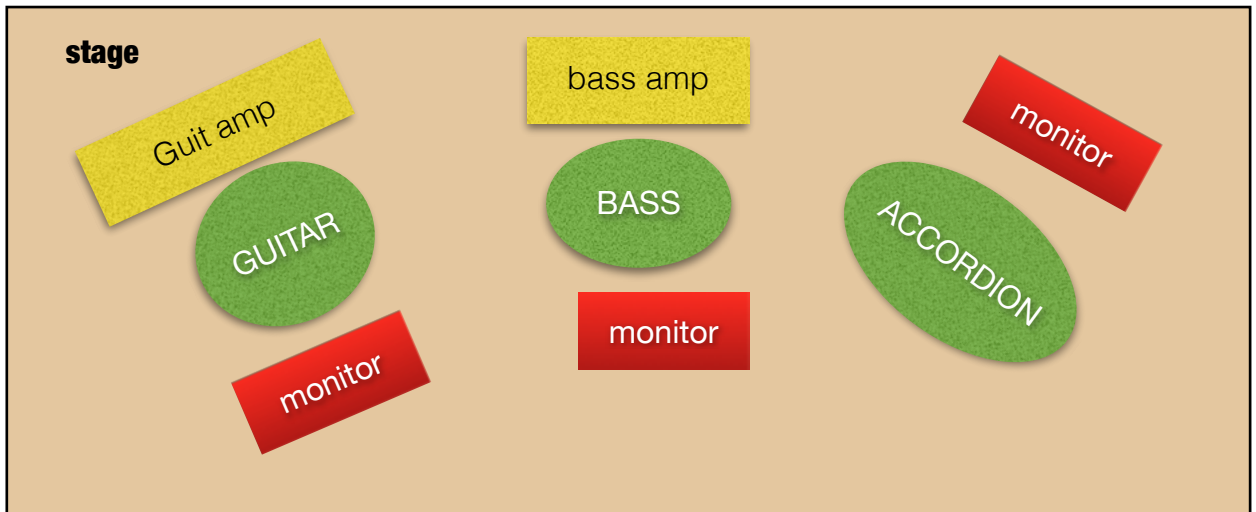 stage
Guit amp
bass amp
monitor
GUITAR
BASS
ACCORDION
monitor
monitor